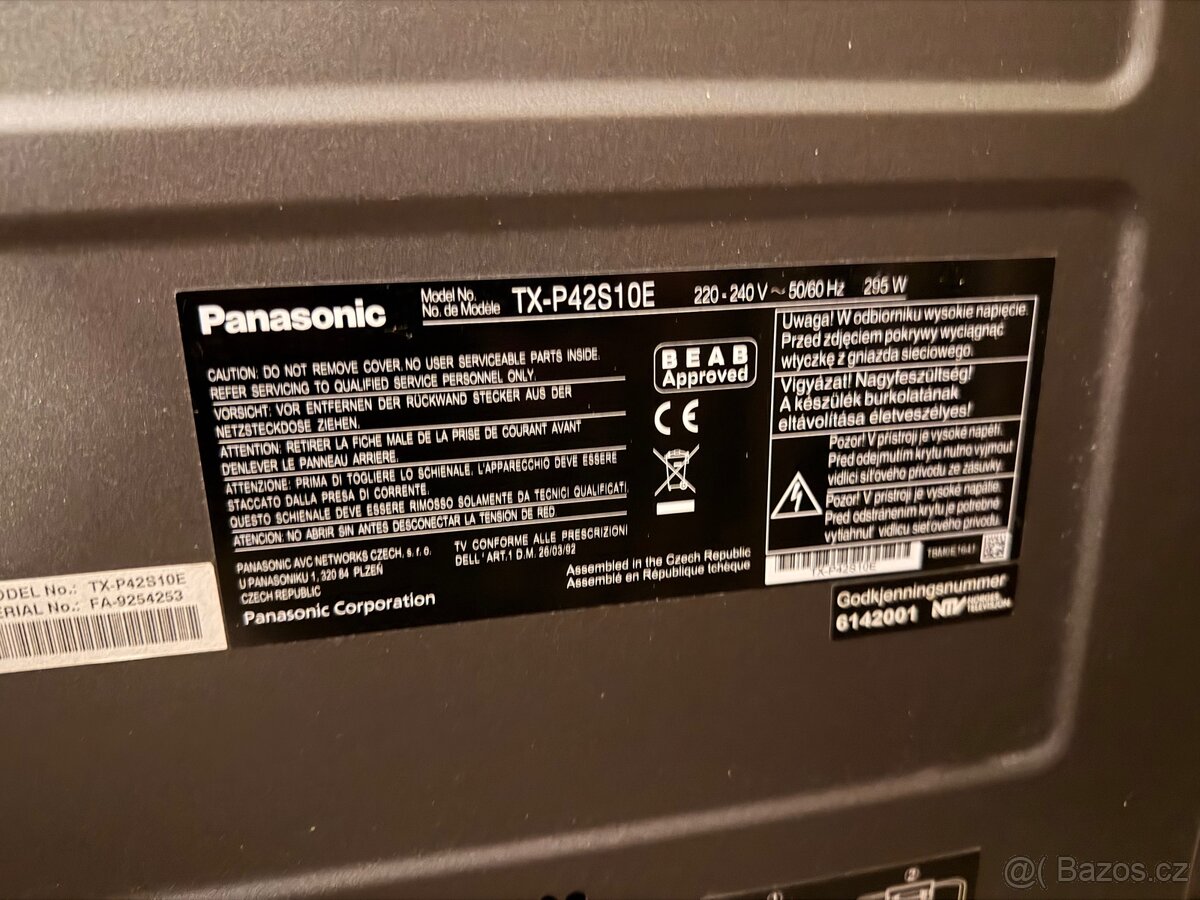 Panasonic
Model No.
No. de Modèle
TX-P42S10E
220 - 240 V ~ 50/60 Hz 295 W
CAUTION: DO NOT REMOVE COVER. NO USER SERVICEABLE PARTS INSIDE.
REFER SERVICING TO QUALIFIED SERVICE PERSONNEL ONLY.
VORSICHT: VOR ENTFERNEN DER RÜCKWAND STECKER AUS DER
NETZSTECKDOSE ZIEHEN.
ATTENTION: RETIRER LA FICHE MALE DE LA PRISE DE COURANT AVANT
D'ENLEVER LE PANNEAU ARRIERE.
ATTENZIONE: PRIMA DI TOGLIERE LO SCHIENALE, L'APPARECCHIO DEVE ESSERE
STACCATO DALLA PRESA DI CORRENTE.
QUESTO SCHIENALE DEVE ESSERE RIMOSSO SOLAMENTE DA TECNICI QUALIFICATI.
ATENCION: NO ABRIR SIN ANTES DESCONECTAR LA TENSION DE RED
PANASONIC AVC NETWORKS CZECH, s. r. o.
U PANASONIKU 1, 320 84 PLZEŇ
CZECH REPUBLIC
Panasonic Corporation
TV CONFORME ALLE PRESCRIZIONI
DELL'ART.1 D.M. 26/03/92
Assembled in the Czech Republic
Assemblé en République tchèque
BEAB
Approved
CE
Uwaga! W odbiorniku wysokie napięcie.
Przed zdjęciem pokrywy wyciągnąć
wtyczkę z gniazda sieciowego.
Vigyázat! Nagyfeszültség!
A készülék burkolatának
eltávolítása életveszélyes!
Pozor! V přístroji je vysoké napětí.
Před odejmutím krytu nutno vyjmout
vidlici síťového přívodu ze zásuvky.
Pozor! V prístroji je vysoké napätie.
Pred odstránením krytu je potrebné
vytiahnuť vidlicu sieťového prívodu.
TX-P42S10E
Godkjenningsnummer
6142001 NTV NORGES
TELEVISION
ODEL No.: TX-P42S10E
ERIAL No.: FA-9254253
① ②
@( Bazos.cz